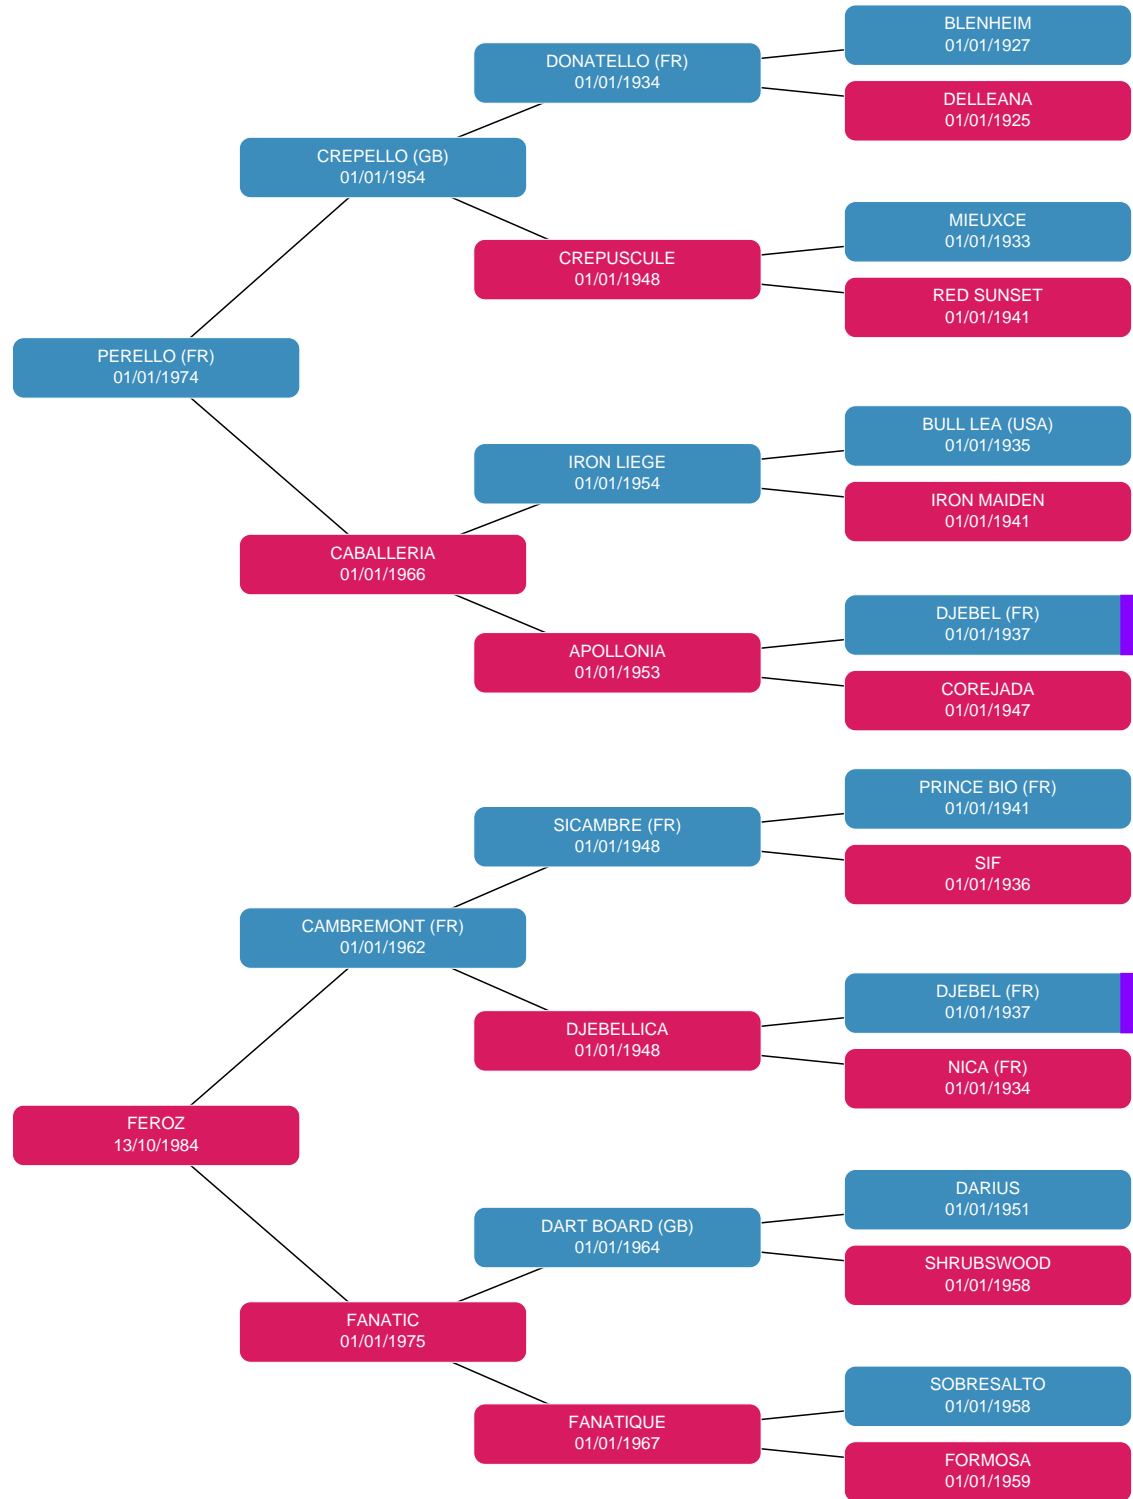 BLENHEIM
01/01/1927
DONATELLO (FR)
01/01/1934
DELLEANA
01/01/1925
CREPELLO (GB)
01/01/1954
MIEUXCE
01/01/1933
CREPUSCULE
01/01/1948
RED SUNSET
01/01/1941
PERELLO (FR)
01/01/1974
BULL LEA (USA)
01/01/1935
IRON LIEGE
01/01/1954
IRON MAIDEN
01/01/1941
CABALLERIA
01/01/1966
DJEBEL (FR)
01/01/1937
APOLLONIA
01/01/1953
COREJADA
01/01/1947
PRINCE BIO (FR)
01/01/1941
SICAMBRE (FR)
01/01/1948
SIF
01/01/1936
CAMBREMONT (FR)
01/01/1962
DJEBEL (FR)
01/01/1937
DJEBELLICA
01/01/1948
NICA (FR)
01/01/1934
FEROZ
13/10/1984
DARIUS
01/01/1951
DART BOARD (GB)
01/01/1964
SHRUBSWOOD
01/01/1958
FANATIC
01/01/1975
SOBRESALTO
01/01/1958
FANATIQUE
01/01/1967
FORMOSA
01/01/1959